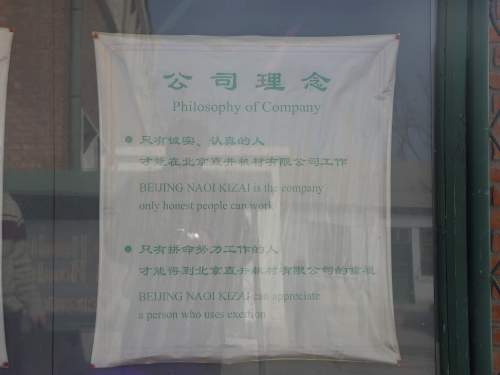 公司理念
Philosophy of Company
只有诚实、认真的人
才能在北京直井机材有限公司工作
BEIJING NAOI KIZAI is the company
only honest people can work
只有拼命努力工作的人
才能得到北京直井机材有限公司的重视
BEIJING NAOI KIZAI can appreciate
a person who uses exertion